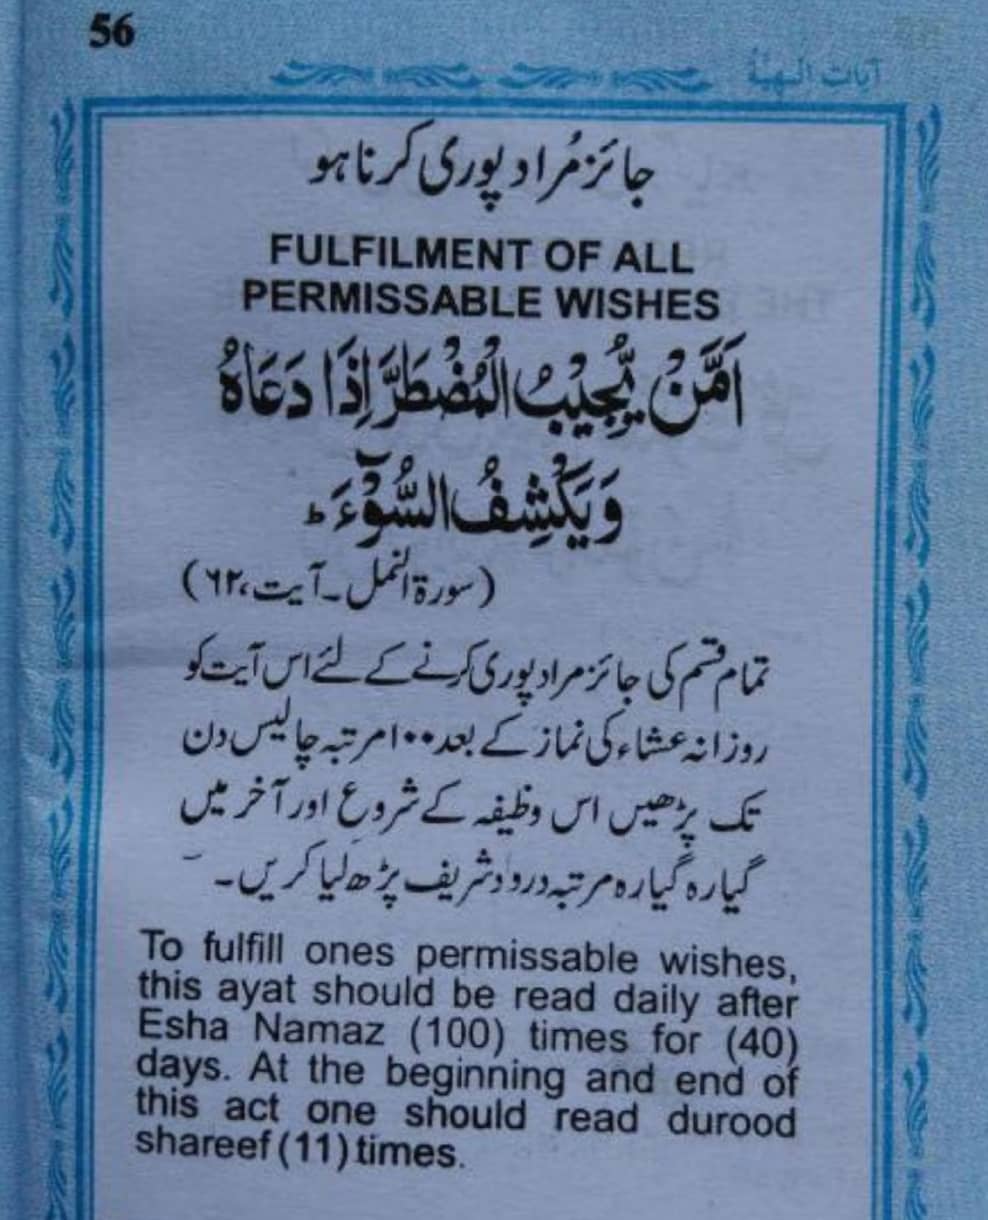 56
آیات الٰہیہ
جائز مُراد پوری کرنا ہو
FULFILMENT OF ALL
PERMISSABLE WISHES
اَمَّنْ یُّجِیْبُ الْمُضْطَرَّ اِذَا دَعَاهُ
وَیَکْشِفُ السُّوْٓءَ ؕ
(سورۃ النمل۔ آیت، ۶۲)
تمام قسم کی جائز مراد پوری کرنے کے لئے اس آیت کو
روزانہ عشاء کی نماز کے بعد ۱۰۰ مرتبہ چالیس دن
تک پڑھیں اس وظیفہ کے شروع اور آخر میں
گیارہ گیارہ مرتبہ درود شریف پڑھ لیا کریں۔
To fulfill ones permissable wishes,
this ayat should be read daily after
Esha Namaz (100) times for (40)
days. At the beginning and end of
this act one should read durood
shareef (11) times.